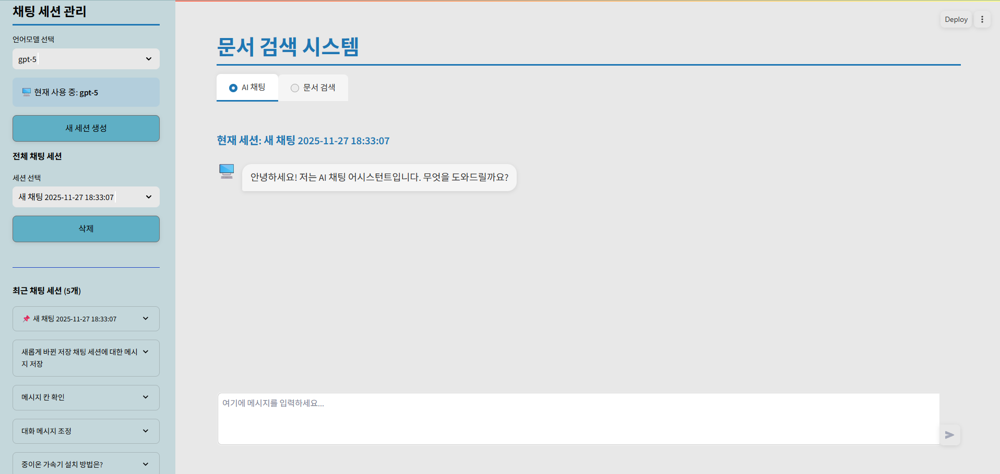 채팅 세션 관리
언어모델 선택
gpt-5
현재 사용 중: gpt-5
새 세션 생성
전체 채팅 세션
세션 선택
새 채팅 2025-11-27 18:33:07
삭제
최근 채팅 세션 (5개)
새 채팅 2025-11-27 18:33:07
새롭게 바뀐 저장 채팅 세션에 대한 메시
지 저장
메시지 칸 확인
대화 메시지 조정
중이온 가속기 설치 방법은?
Deploy
문서 검색 시스템
AI 채팅
문서 검색
현재 세션: 새 채팅 2025-11-27 18:33:07
안녕하세요! 저는 AI 채팅 어시스턴트입니다. 무엇을 도와드릴까요?
여기에 메시지를 입력하세요...